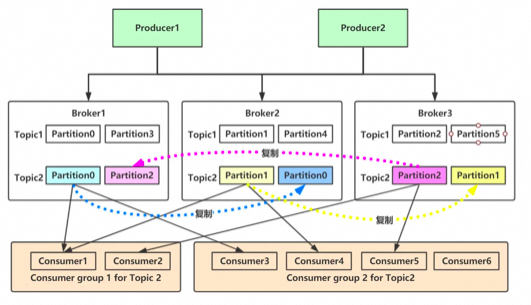 Producer1 Producer2
Broker1 Broker2 Broker3
Topic1 Partition0 Partition3 Topic1 Partition1 Partition4 Topic1 Partition2 Partition5
复制
Topic2 Partition0 Partition2 Topic2 Partition1 Partition0 Topic2 Partition2 Partition1
复制 复制
Consumer1 Consumer2 Consumer3 Consumer4 Consumer5 Consumer6
Consumer group 1 for Topic 2 Consumer group 2 for Topic2